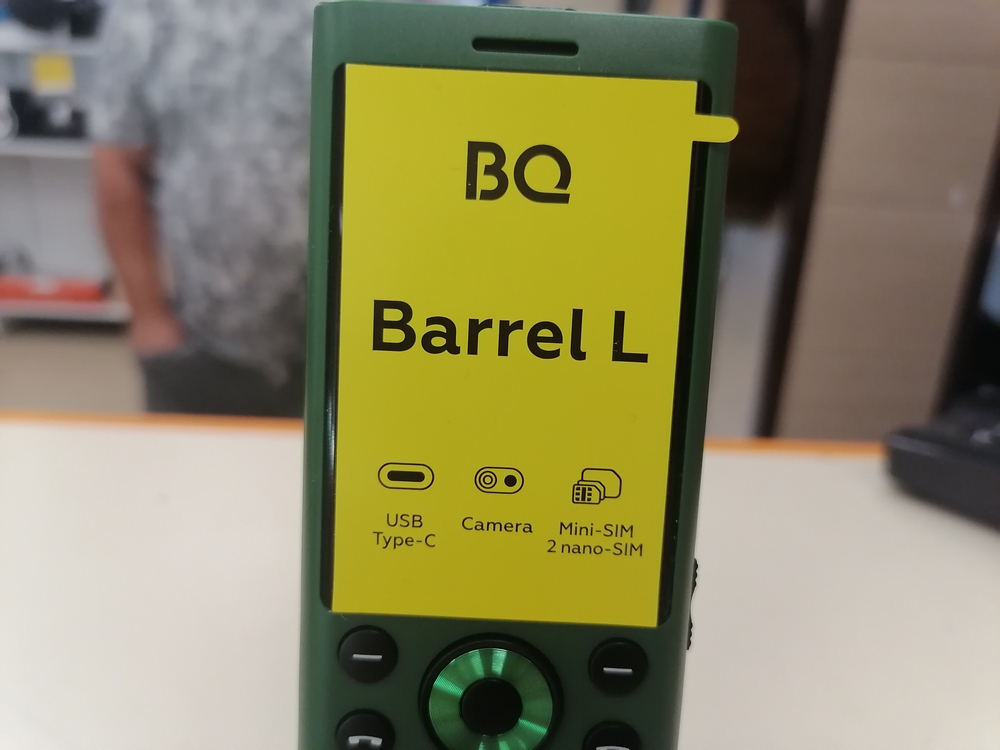 BQ
Barrel L
USB
Type-C
Camera
Mini-SIM
2 nano-SIM